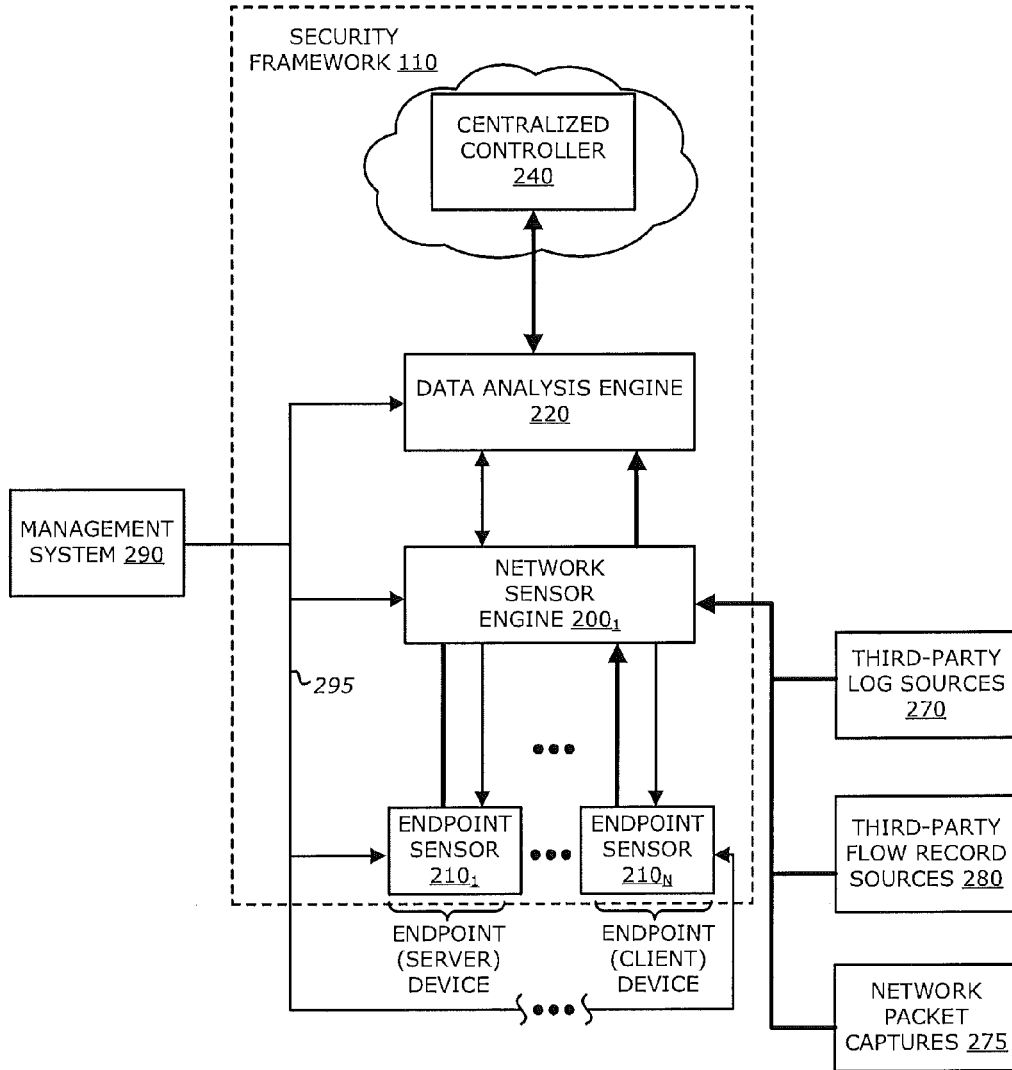 SECURITY
FRAMEWORK 110
CENTRALIZED
CONTROLLER
240
DATA ANALYSIS ENGINE
220
MANAGEMENT
SYSTEM 290
NETWORK
SENSOR
ENGINE 200₁
295
THIRD-PARTY
LOG SOURCES
270
ENDPOINT
SENSOR
210₁
ENDPOINT
SENSOR
210N
THIRD-PARTY
FLOW RECORD
SOURCES 280
ENDPOINT
(SERVER)
DEVICE
ENDPOINT
(CLIENT)
DEVICE
NETWORK
PACKET
CAPTURES 275